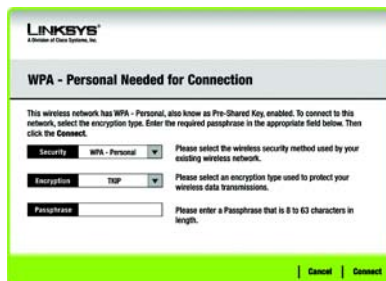 LINKSYS®
A Division of Cisco Systems, Inc.
WPA - Personal Needed for Connection
This wireless network has WPA - Personal, also know as Pre-Shared Key, enabled. To connect to this
network, select the encryption type. Enter the required passphrase in the appropriate field below. Then
click the Connect.
Security WPA - Personal Please select the wireless security method used by your
existing wireless network.
Encryption TKIP Please select an encryption type used to protect your
wireless data transmissions.
Passphrase Please enter a Passphrase that is 8 to 63 characters in
length.
Cancel Connect